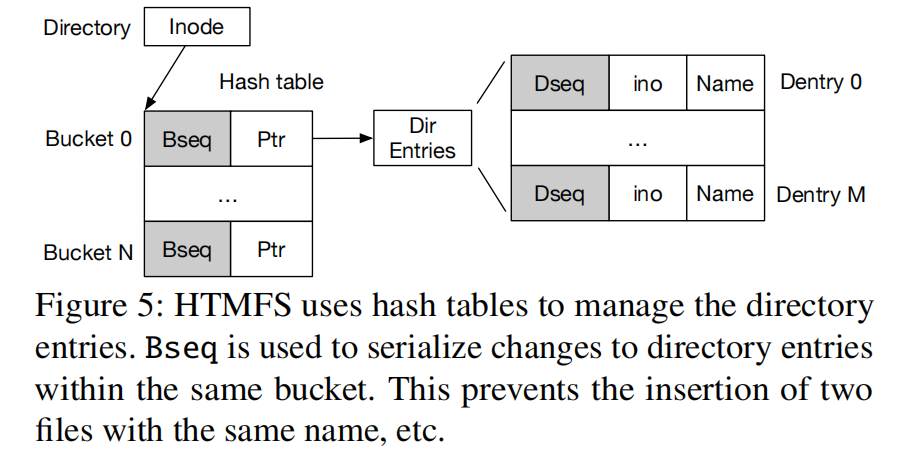 Directory Inode
Hash table
Bucket 0 Bseq Ptr
...
Bucket N Bseq Ptr
Dir
Entries
Dseq ino Name Dentry 0
...
Dseq ino Name Dentry M
Figure 5: HTMFS uses hash tables to manage the directory
entries. Bseq is used to serialize changes to directory entries
within the same bucket. This prevents the insertion of two
files with the same name, etc.